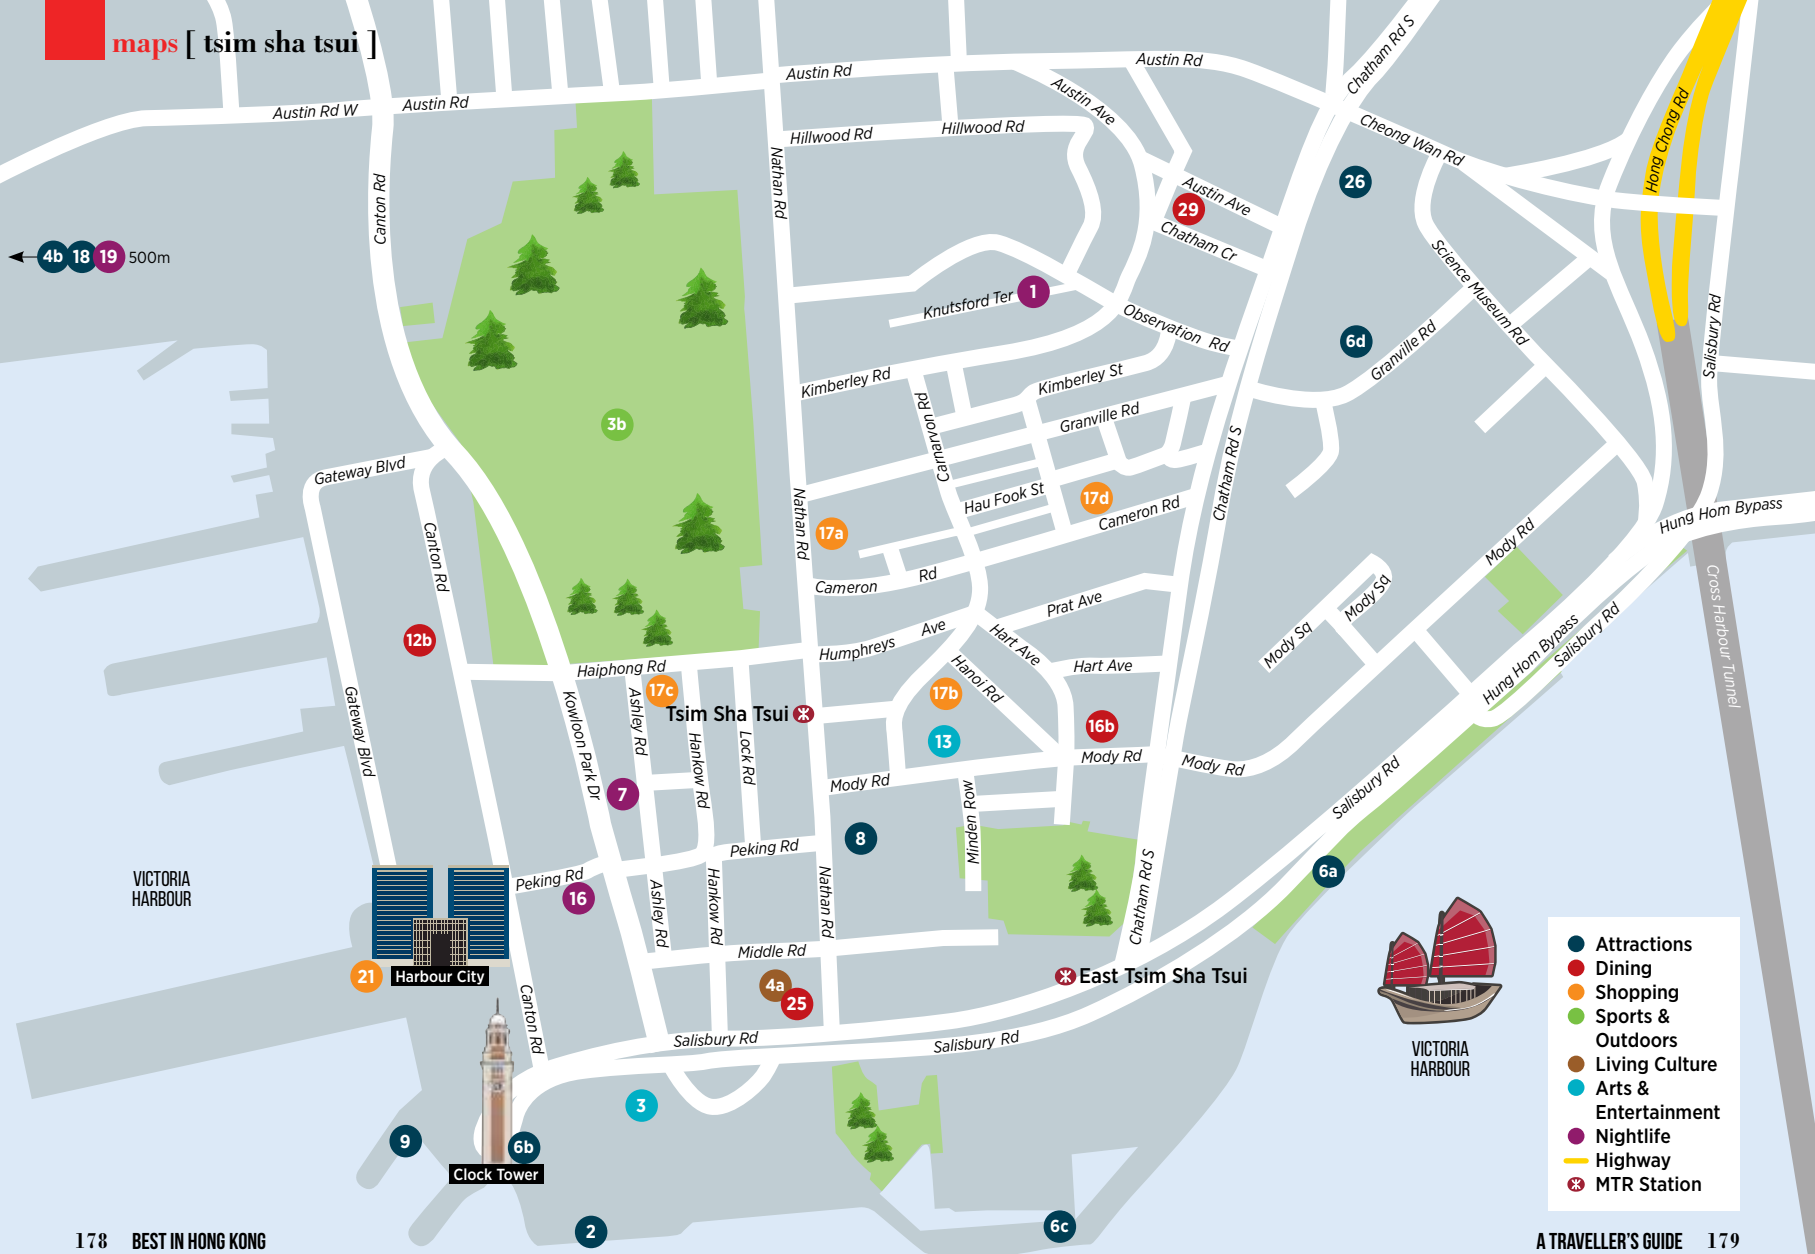 maps [ tsim sha tsui ]
Austin Rd W
Austin Rd
Austin Rd
Austin Rd
Chatham Rd S
Austin Ave
Cheong Wan Rd
Hong Chong Rd
Hillwood Rd
Hillwood Rd
Nathan Rd
Canton Rd
26
29
Austin Ave
Chatham Cr
4b
18
19
500m
Knutsford Ter
1
Observation Rd
Science Museum Rd
6d
Granville Rd
Salisbury Rd
Kimberley Rd
Kimberley St
Carnarvon Rd
Granville Rd
3b
Chatham Rd S
Gateway Blvd
Canton Rd
Nathan Rd
17a
Hau Fook St
17d
Cameron Rd
Cameron Rd
Hung Hom Bypass
Mody Rd
Cross Harbour Tunnel
Prat Ave
Mody Sq
Mody Sq
12b
Humphreys Ave
Hart Ave
Hart Ave
Hanoi Rd
Hung Hom Bypass
Salisbury Rd
Haiphong Rd
17c
17b
Tsim Sha Tsui
Gateway Blvd
Kowloon Park Dr
Ashley Rd
Hankow Rd
Lock Rd
13
16b
Mody Rd
Mody Rd
Mody Rd
7
8
Minden Row
Salisbury Rd
Peking Rd
Peking Rd
16
6a
Ashley Rd
Hankow Rd
Nathan Rd
Chatham Rd S
VICTORIA
HARBOUR
Middle Rd
21
Harbour City
4a
25
East Tsim Sha Tsui
Canton Rd
Salisbury Rd
Salisbury Rd
VICTORIA
HARBOUR
3
9
6b
Clock Tower
2
6c
Attractions
Dining
Shopping
Sports &
Outdoors
Living Culture
Arts &
Entertainment
Nightlife
Highway
MTR Station
178 BEST IN HONG KONG
A TRAVELLER'S GUIDE 179